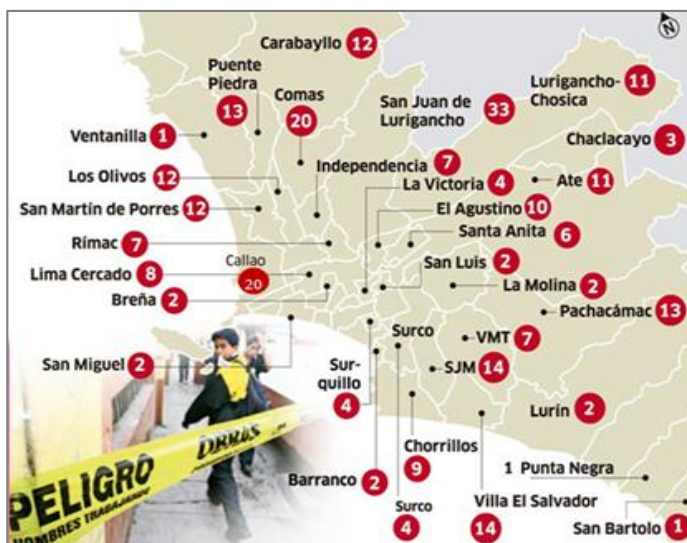 Carabayllo 12
Puente
Piedra
13
Comas
20
San Juan de
Lurigancho
33
Lurigancho-
Chosica
11
N
Ventanilla 1
Chaclacayo
3
Independencia 7
Los Olivos 12
La Victoria 4
Ate 11
San Martín de Porres 12
El Agustino 10
Rímac 7
Santa Anita
6
Lima Cercado 8
Callao
20
San Luis 2
Breña 2
La Molina 2
Pachacámac 13
San Miguel 2
Surco
VMT 7
Sur-
quillo
4
SJM 14
Lurín 2
Chorrillos
9
Barranco 2
1 Punta Negra
Surco
4
Villa El Salvador
14
San Bartolo 1
PELIGRO
HOMBRES TRABAJANDO
OBRAS